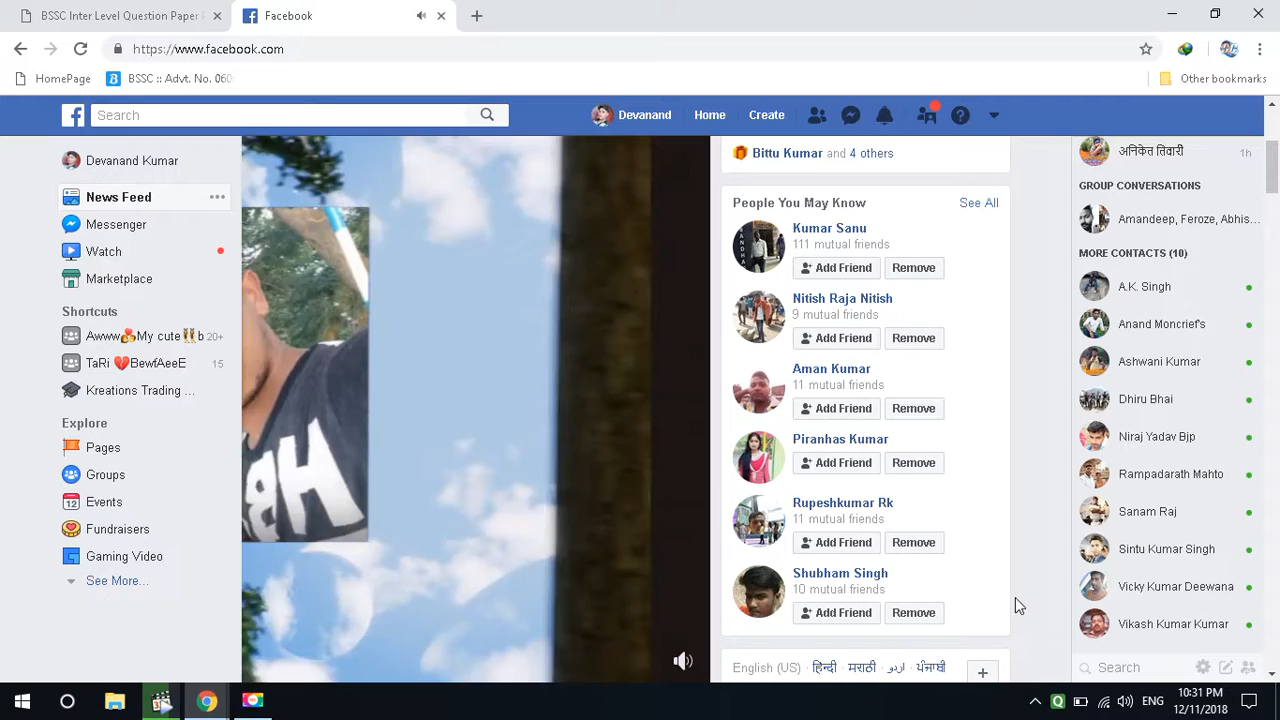 BSSC Inter Level Question Paper
Facebook
https://www.facebook.com
HomePage
BSSC :: Advt. No. 060
Other bookmarks
Search
Devanand
Home
Create
Devanand Kumar
News Feed
Messenger
Watch
Marketplace
Shortcuts
Awww🙈My cute👯b 20+
TaRi ❤️BewfAeeE 15
Kreations Trading ...
Explore
Pages
Groups
12
Events
Fundraisers
Gaming Video
See More...
Bittu Kumar and 4 others
People You May Know
See All
Kumar Sanu
111 mutual friends
Add Friend
Remove
Nitish Raja Nitish
9 mutual friends
Add Friend
Remove
Aman Kumar
11 mutual friends
Add Friend
Remove
Piranhas Kumar
Add Friend
Remove
Rupeshkumar Rk
11 mutual friends
Add Friend
Remove
Shubham Singh
10 mutual friends
Add Friend
Remove
English (US) · हिन्दी · मराठी · اردو · ਪੰਜਾਬੀ
अनिकेत तिवारी 1h
GROUP CONVERSATIONS
Amandeep, Feroze, Abhis...
MORE CONTACTS (10)
A.K. Singh
Anand Moncrief's
Ashwani Kumar
Dhiru Bhai
Niraj Yadav Bjp
Rampadarath Mahto
Sanam Raj
Sintu Kumar Singh
Vicky Kumar Deewana
Vikash Kumar Kumar
Search
ENG
10:31 PM
12/11/2018